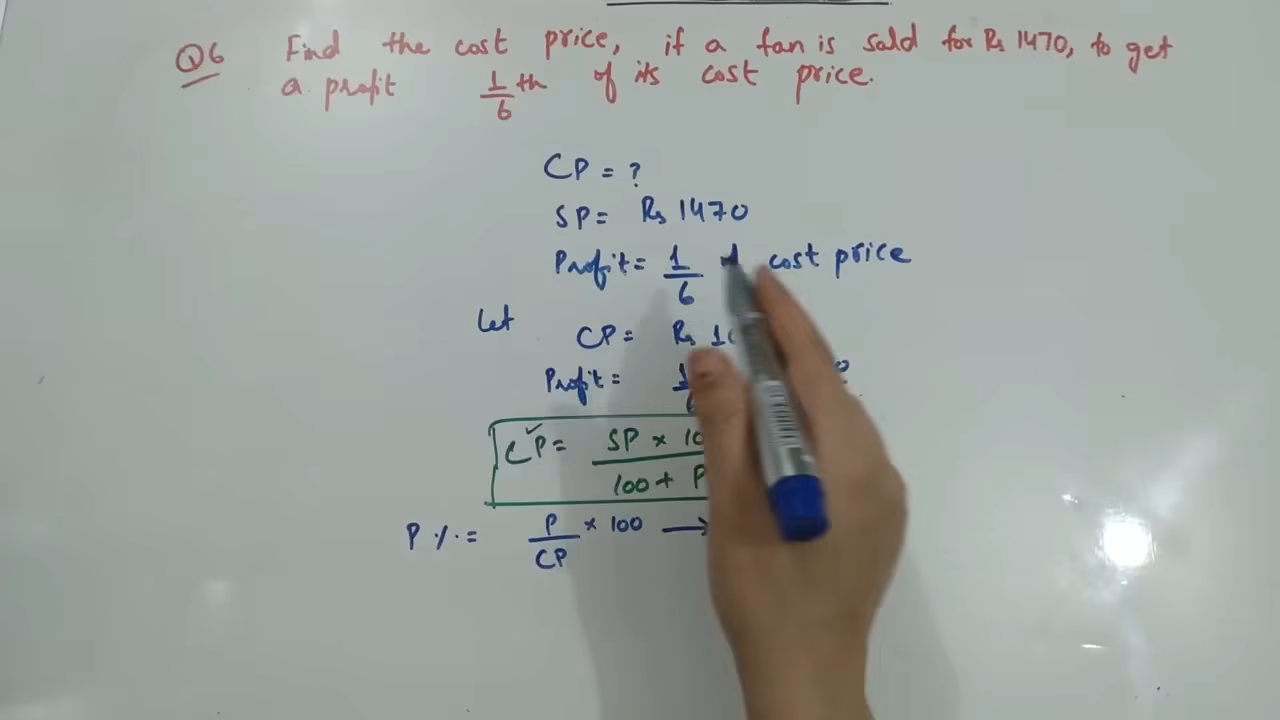 Q6 Find the cost price, if a fan is sold for Rs 1470, to get
a profit 1/6 th of its cost price.
CP = ?
SP = Rs 1470
Profit = 1/6 cost price
Let CP = Rs
Profit =
CP = SP × / 100 +
P % = P/CP × 100 →